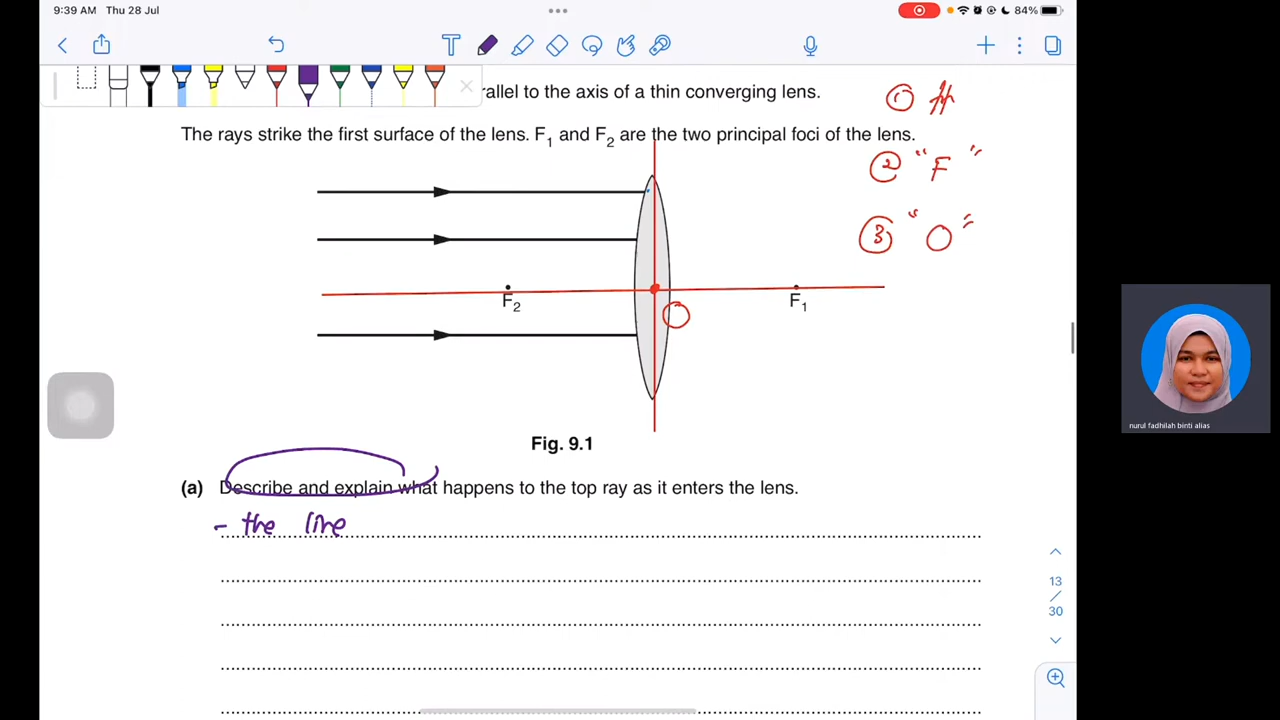 9:39 AM Thu 28 Jul
84%
T
rallel to the axis of a thin converging lens.
The rays strike the first surface of the lens. F1 and F2 are the two principal foci of the lens.
① //
② "F"
③ "O"
F2
O
F1
Fig. 9.1
(a) Describe and explain what happens to the top ray as it enters the lens.
- the line
13
/
30
nurul fadhilah binti alias